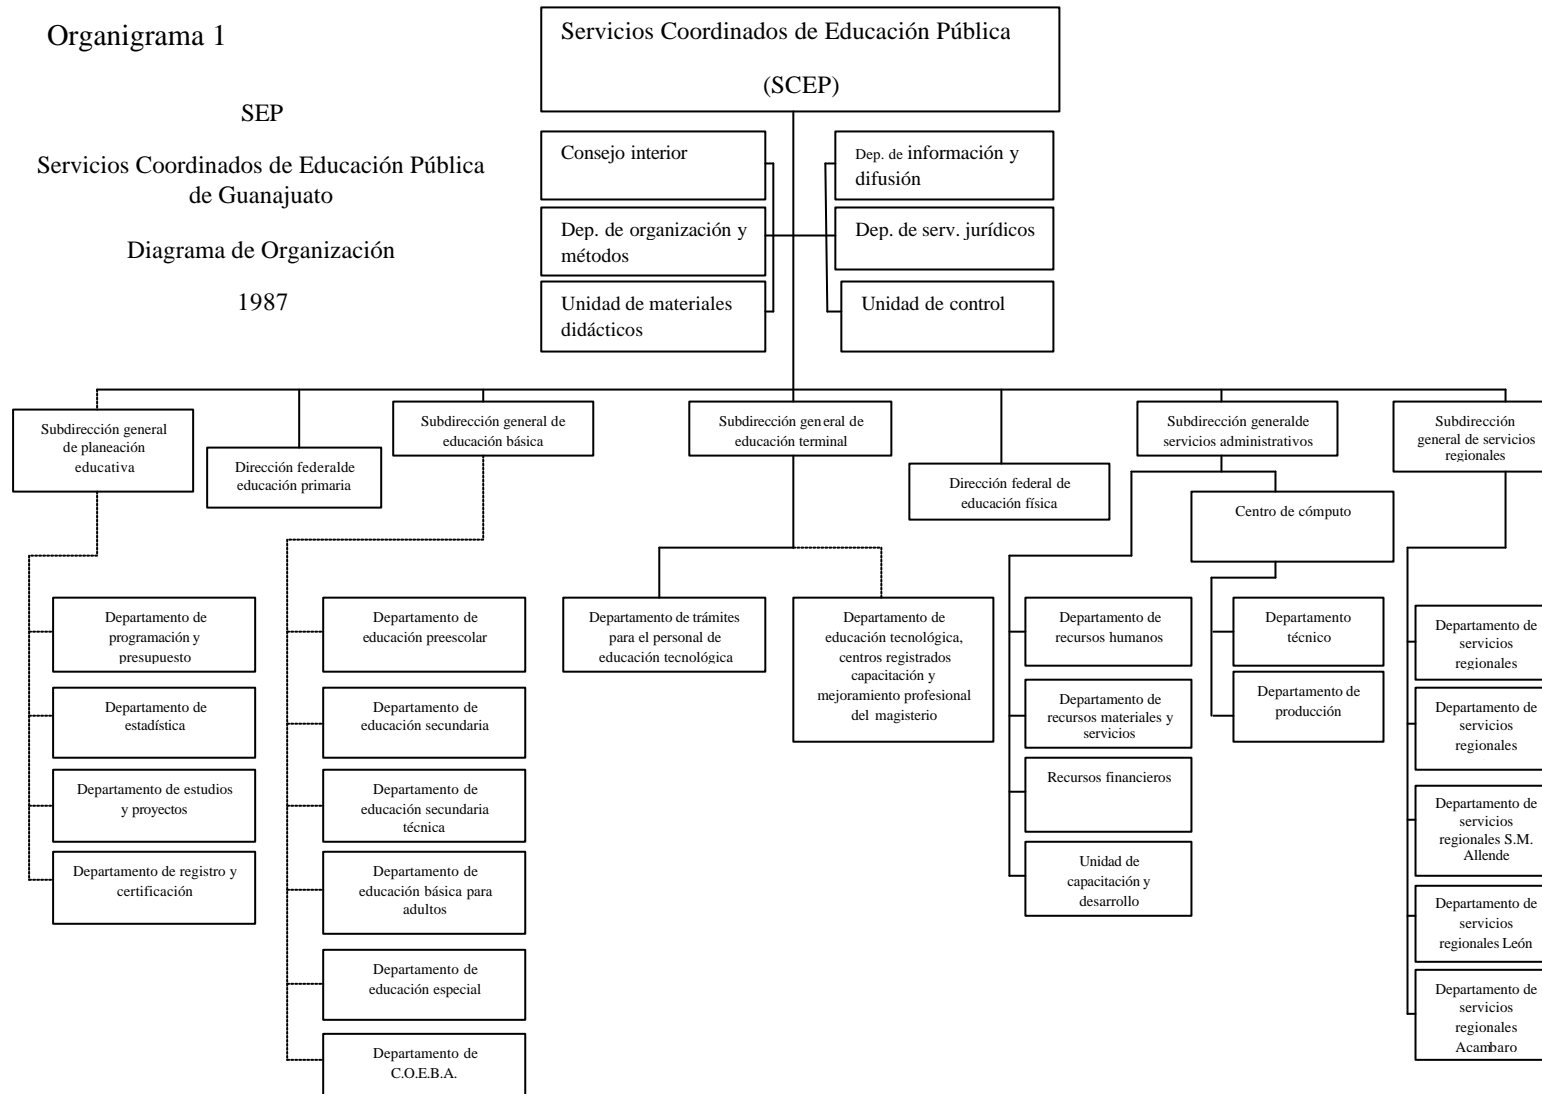 Organigrama 1
SEP
Servicios Coordinados de Educación Pública
de Guanajuato
Diagrama de Organización
1987
Servicios Coordinados de Educación Pública
(SCEP)
Consejo interior
Dep. de información y
difusión
Dep. de organización y
métodos
Dep. de serv. jurídicos
Unidad de materiales
didácticos
Unidad de control
Subdirección general
de planeación
educativa
Dirección federalde
educación primaria
Subdirección general de
educación básica
Subdirección general de
educación terminal
Dirección federal de
educación física
Subdirección generalde
servicios administrativos
Centro de cómputo
Subdirección
general de servicios
regionales
Departamento de
programación y
presupuesto
Departamento de
estadística
Departamento de estudios
y proyectos
Departamento de registro y
certificación
Departamento de
educación preescolar
Departamento de
educación secundaria
Departamento de
educación secundaria
técnica
Departamento de
educación básica para
adultos
Departamento de
educación especial
Departamento de
C.O.E.B.A.
Departamento de trámites
para el personal de
educación tecnológica
Departamento de
educación tecnológica,
centros registrados
capacitación y
mejoramiento profesional
del magisterio
Departamento de
recursos humanos
Departamento de
recursos materiales y
servicios
Recursos financieros
Unidad de
capacitación y
desarrollo
Departamento
técnico
Departamento de
producción
Departamento de
servicios
regionales
Departamento de
servicios
regionales
Departamento de
servicios
regionales S.M.
Allende
Departamento de
servicios
regionales León
Departamento de
servicios
regionales
Acambaro